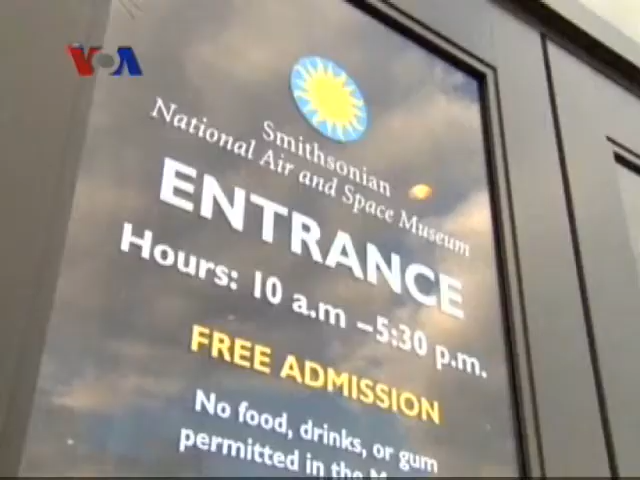 VOA
Smithsonian
National Air and Space Museum
ENTRANCE
Hours: 10 a.m –5:30 p.m.
FREE ADMISSION
No food, drinks, or gum
permitted in the